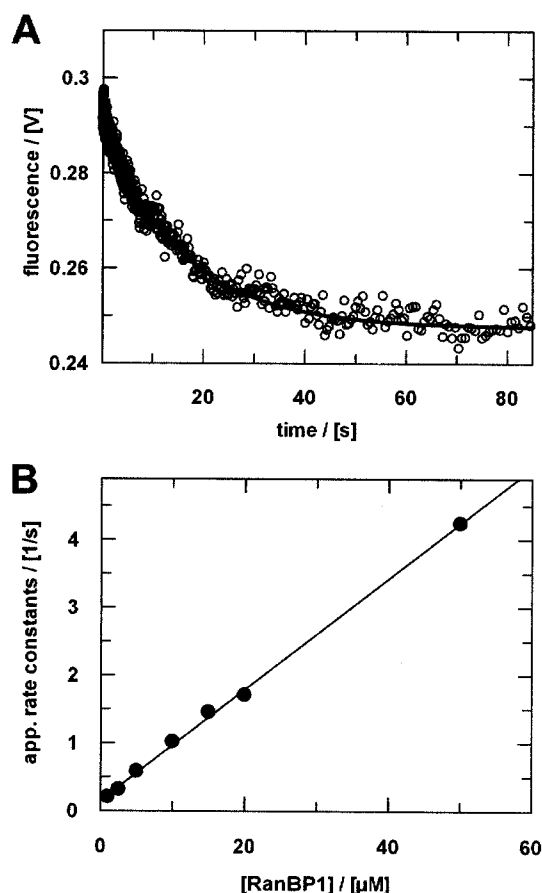 A
fluorescence / [V]
0.3
0.28
0.26
0.24
20
40
60
80
time / [s]
B
app. rate constants / [1/s]
4
3
2
1
0
0
20
40
60
[RanBP1] / [µM]